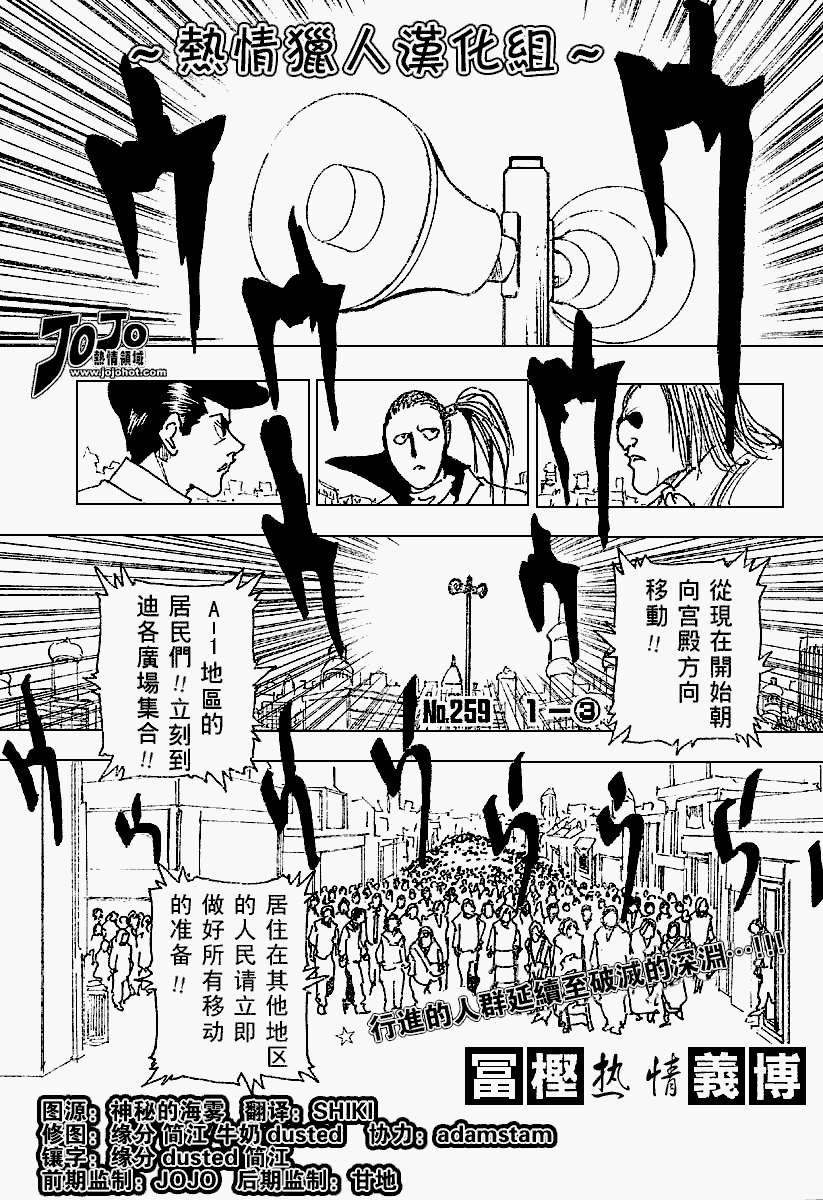 ～熱情獵人漢化組～
ウ
ウ
ウ
ウ
ウ
ウ
JOJO
熱情領域
www.jojohot.com
從現在開始朝
向宮殿方向
移動!!
A-1地區的
居民們!!立刻到
迪各廣場集合!!
No.259 1－③
居住在其他地区
的人民请立即
做好所有移动
的准备!!
行進的人群延續至破滅的深淵…!!!
☆
冨樫热情義博
图源：神秘的海雾 翻译：SHIKI
修图：缘分 简江 牛奶 dusted 协力：adamstam
镶字：缘分 dusted 简江
前期监制：JOJO 后期监制：甘地